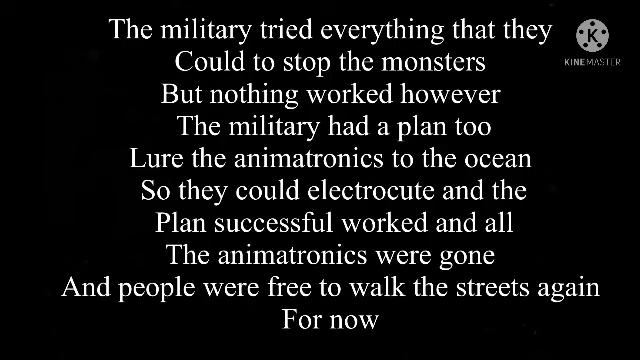 The military tried everything that they
Could to stop the monsters
But nothing worked however
The military had a plan too
Lure the animatronics to the ocean
So they could electrocute and the
Plan successful worked and all
The animatronics were gone
And people were free to walk the streets again
For now
K
KINEMASTER